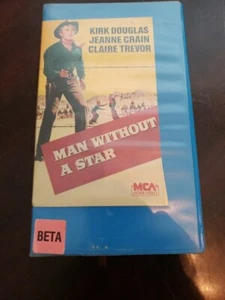 KIRK DOUGLAS
JEANNE CRAIN
CLAIRE TREVOR
MAN WITHOUT
A STAR
MCA
BETA